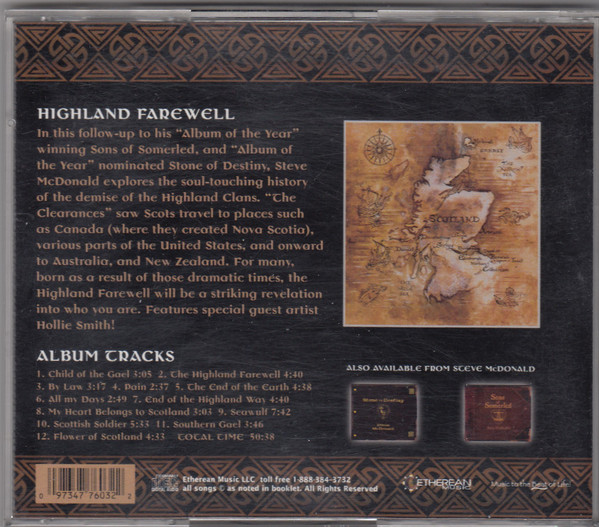 HIGHLAND FAREWELL
In this follow-up to his “Album of the Year”
winning Sons of Somerled, and “Album of
the Year” nominated Stone of Destiny, Steve
McDonald explores the soul-touching history
of the demise of the Highland Clans. “The
Clearances” saw Scots travel to places such
as Canada (where they created Nova Scotia),
various parts of the United States, and onward
to Australia, and New Zealand. For many,
born as a result of those dramatic times, the
Highland Farewell will be a striking revelation
into who you are. Features special guest artist
Hollie Smith!
SCOTLAND
ALBUM TRACKS
1. Child of the Gael 3:05 2. The Highland Farewell 4:40
3. By Law 3:17 4. Pain 2:37 5. The End of the Earth 4:38
6. All my Days 2:49 7. End of the Highland Way 4:40
8. My Heart Belongs to Scotland 3:03 9. Seawulf 7:42
10. Scottish Soldier 5:33 11. Southern Gael 3:46
12. Flower of Scotland 4:33 TOTAL TIME 50:38
ALSO AVAILABLE FROM STEVE McDONALD
Stone of Destiny
Sons of Somerled
0 97347 76032 2
Etherean Music LLC toll free 1-888-384-3732
all songs © as noted in booklet. All Rights Reserved
ETHEREAN
MUSIC
Music to the Beat of Life!